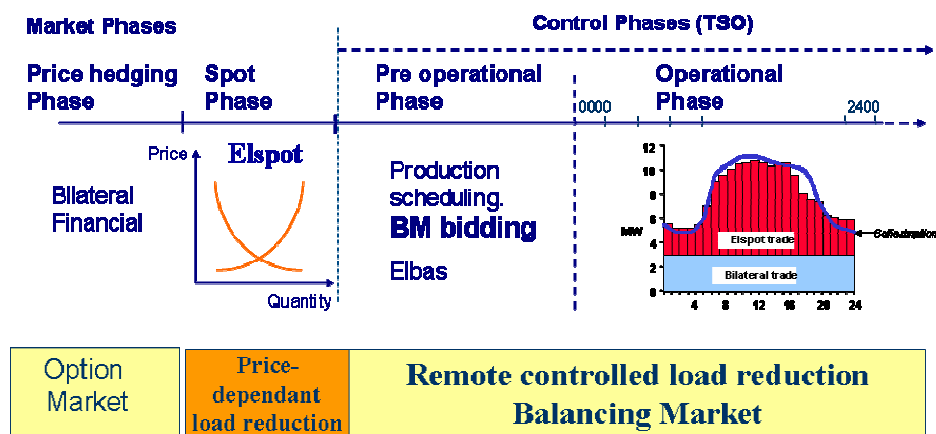 Market Phases
Control Phases (TSO)
Price hedging
Phase
Spot
Phase
Pre operational
Phase
Operational
Phase
0000
2400
Price
Elspot
Quantity
Bilateral
Financial
Production
scheduling.
BM bidding
Elbas
12
10
8
6
MW
4
2
0
Elspot trade
Bilateral trade
4
8
12
16
20
24
Option
Market
Price-
dependant
load reduction
Remote controlled load reduction
Balancing Market